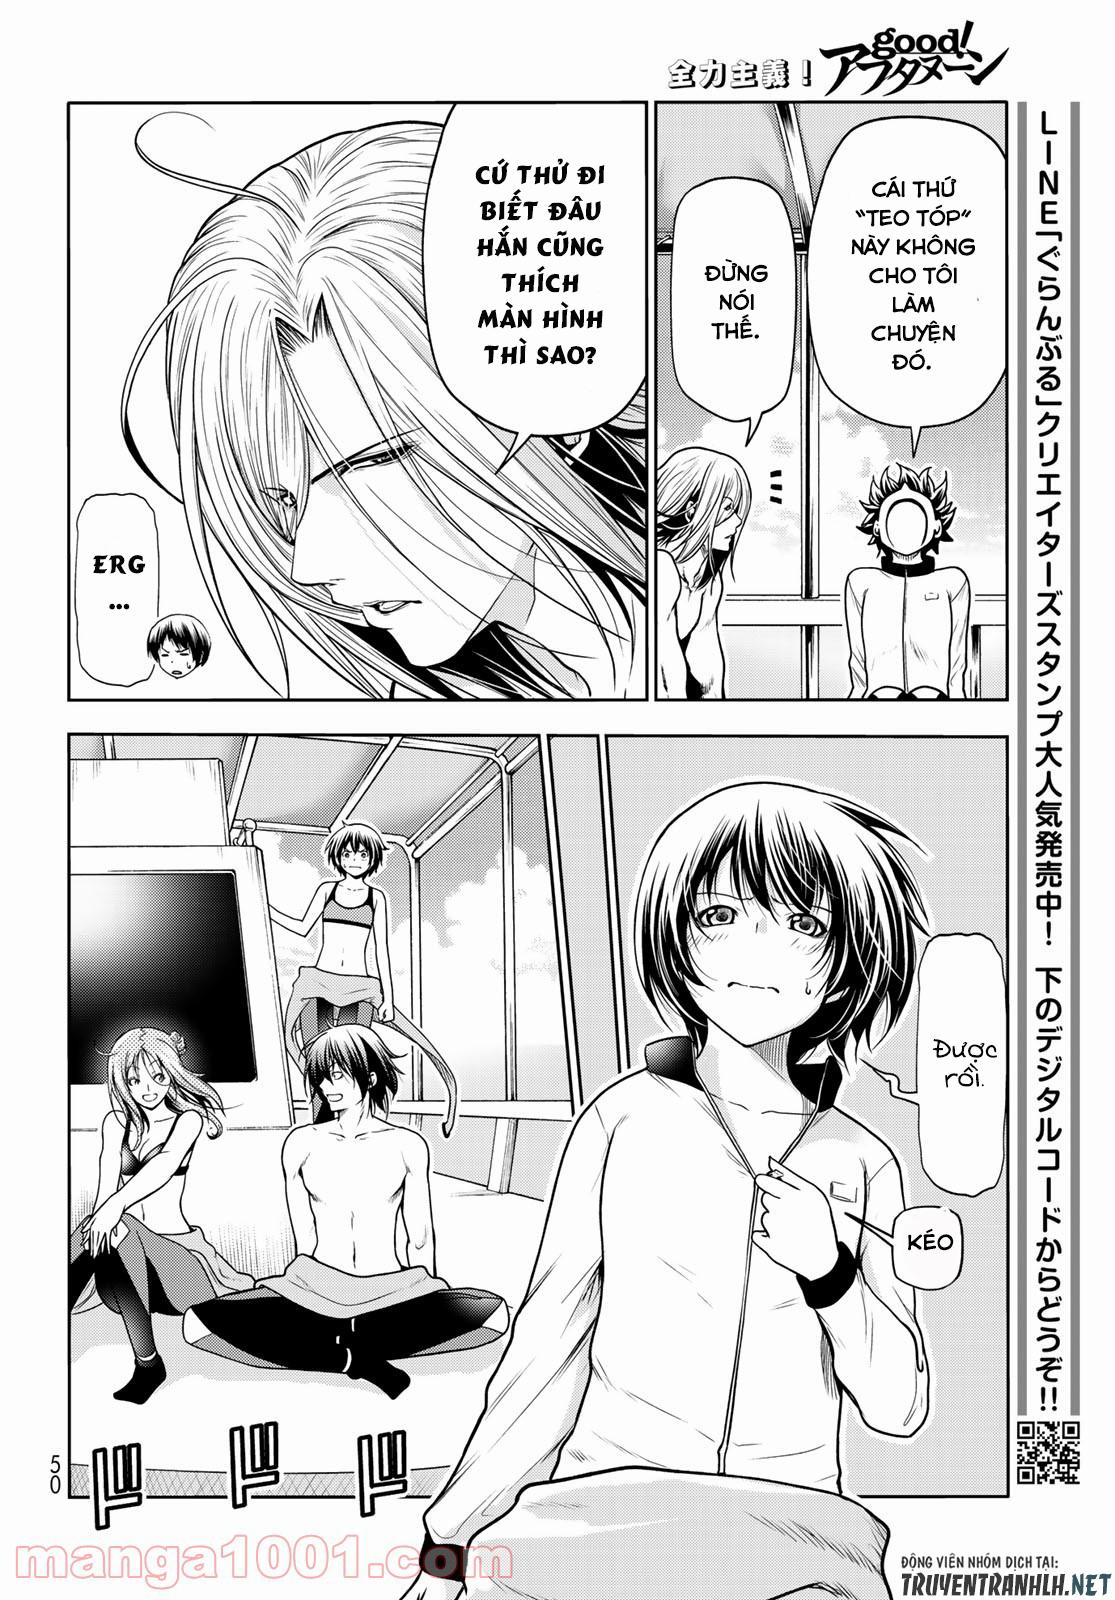 全力主義！
good!
アフタヌーン
CÁI THỨ
“TEO TÓP”
NÀY KHÔNG
CHO TÔI
LÀM
CHUYỆN
ĐÓ.
ĐỪNG
NÓI
THẾ.
CỨ THỬ ĐI
BIẾT ĐÂU
HẮN CŨNG
THÍCH
MÀN HÌNH
THÌ SAO?
ERG
...
Được
rồi.
KÉO
ドド
ドド
ドド
LINE「ぐらんぶる」クリエイターズスタンプ大人気発売中！ 下のデジタルコードからどうぞ!!
50
manga1001.com
ĐỘNG VIÊN NHÓM DỊCH TẠI:
TRUYENTRANHLH.NET